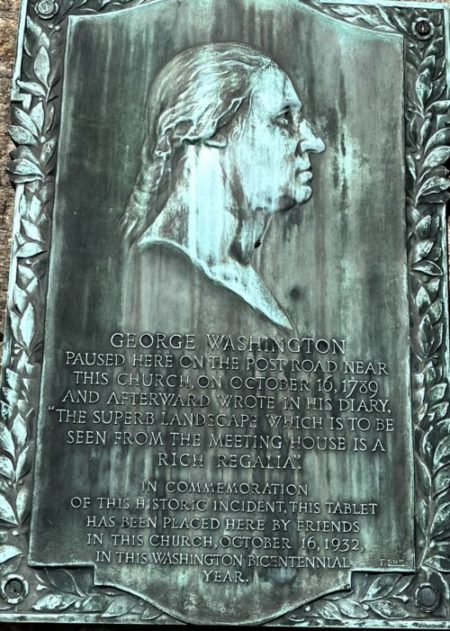 GEORGE WASHINGTON
PAUSED HERE ON THE POST ROAD NEAR
THIS CHURCH, ON OCTOBER 16, 1789
AND AFTERWARD WROTE IN HIS DIARY,
"THE SUPERB LANDSCAPE WHICH IS TO BE
SEEN FROM THE MEETING HOUSE IS A
RICH REGALIA".
IN COMMEMORATION
OF THIS HISTORIC INCIDENT, THIS TABLET
HAS BEEN PLACED HERE BY FRIENDS
IN THIS CHURCH, OCTOBER 16, 1932,
IN THIS WASHINGTON BICENTENNIAL
YEAR.